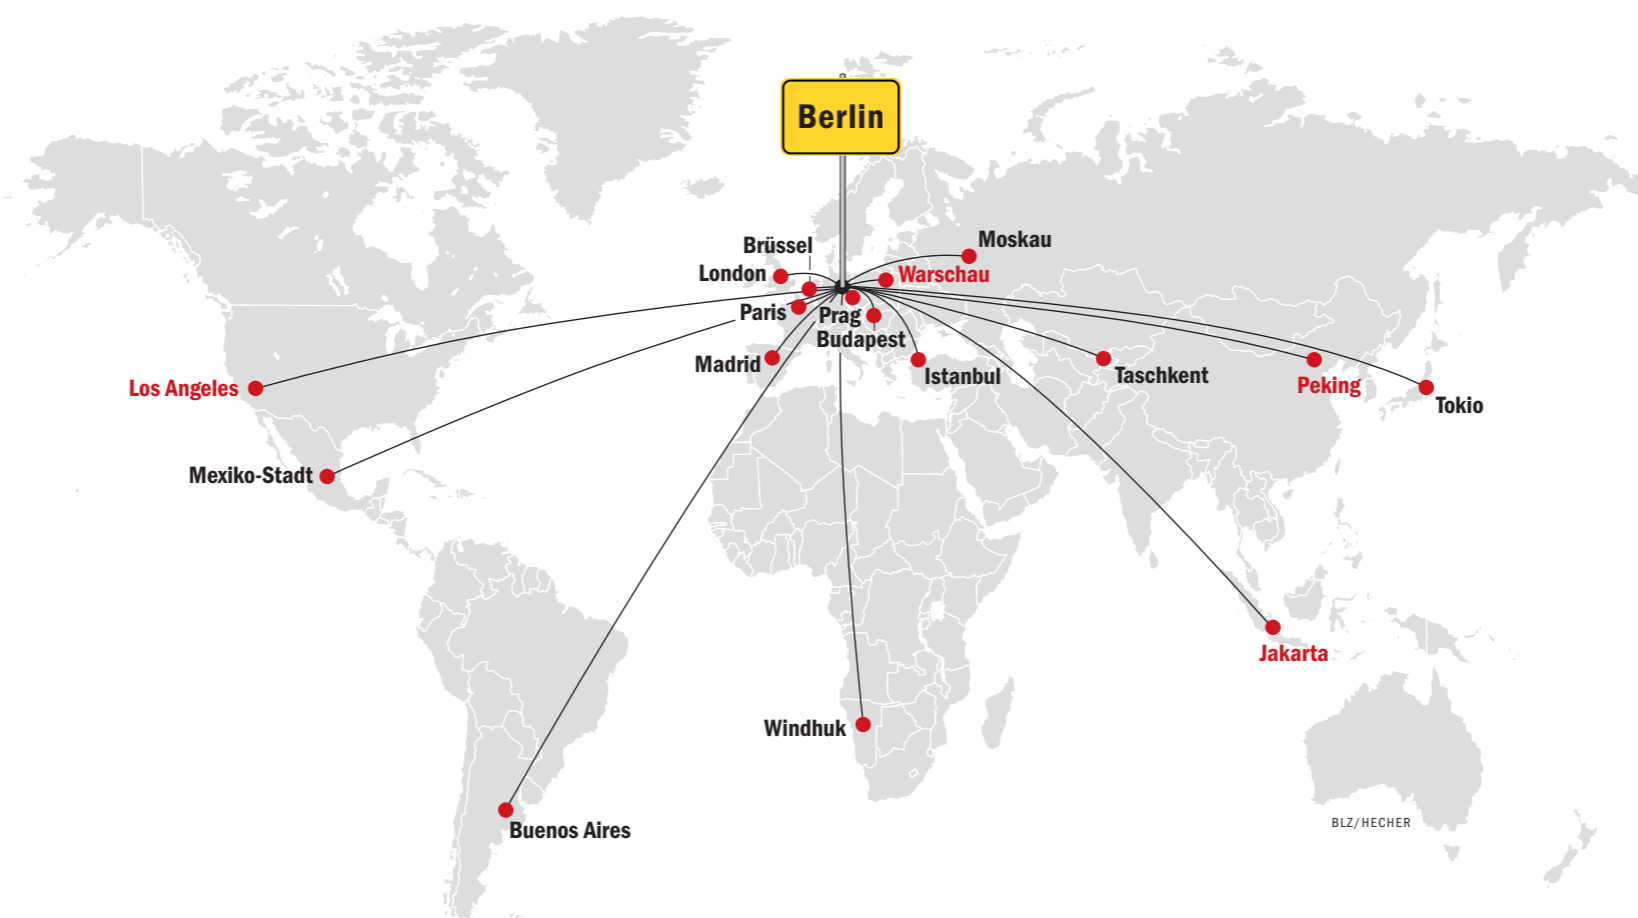 Berlin
Brüssel
Moskau
London
Warschau
Paris
Prag
Budapest
Madrid
Istanbul
Taschkent
Peking
Los Angeles
Tokio
Mexiko-Stadt
Jakarta
Windhuk
Buenos Aires
BLZ/HECHER